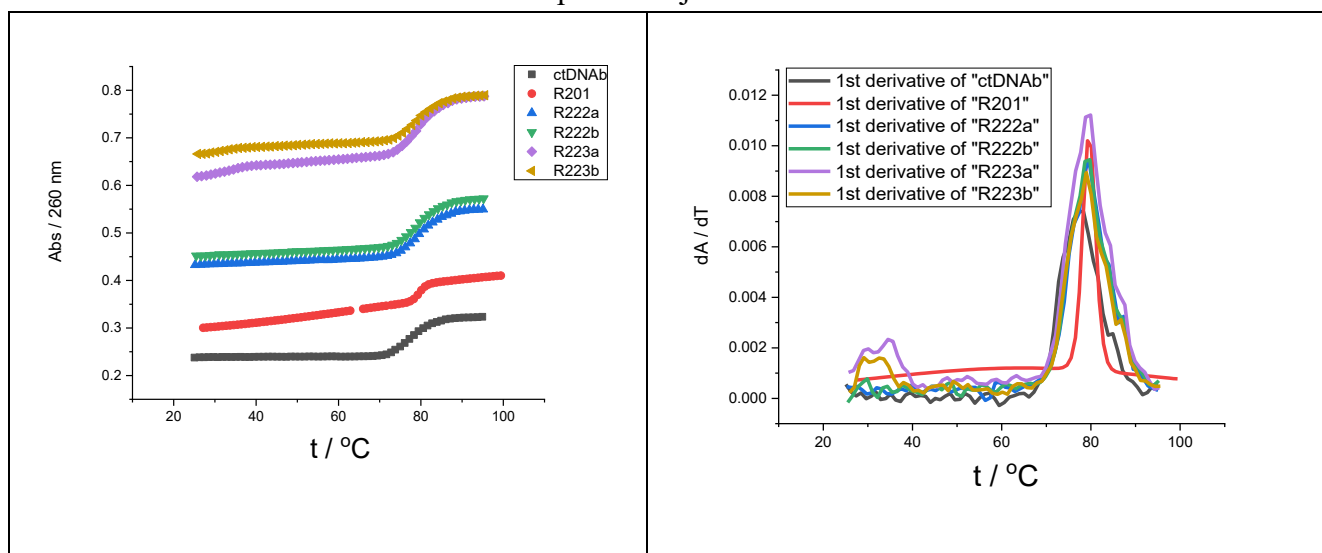 0.8
0.7
0.6
0.5
0.4
0.3
0.2
Abs / 260 nm
20 40 60 80 100
t / °C
ctDNAb
R201
R222a
R222b
R223a
R223b
0.012
0.010
0.008
0.006
0.004
0.002
0.000
dA / dT
20 40 60 80 100
t / °C
1st derivative of "ctDNAb"
1st derivative of "R201"
1st derivative of "R222a"
1st derivative of "R222b"
1st derivative of "R223a"
1st derivative of "R223b"